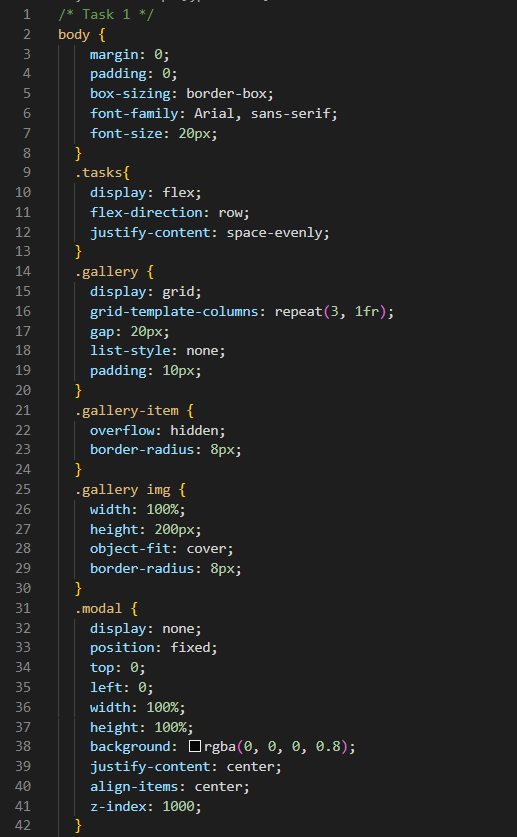 1 /* Task 1 */
2 body {
3 margin: 0;
4 padding: 0;
5 box-sizing: border-box;
6 font-family: Arial, sans-serif;
7 font-size: 20px;
8 }
9 .tasks{
10 display: flex;
11 flex-direction: row;
12 justify-content: space-evenly;
13 }
14 .gallery {
15 display: grid;
16 grid-template-columns: repeat(3, 1fr);
17 gap: 20px;
18 list-style: none;
19 padding: 10px;
20 }
21 .gallery-item {
22 overflow: hidden;
23 border-radius: 8px;
24 }
25 .gallery img {
26 width: 100%;
27 height: 200px;
28 object-fit: cover;
29 border-radius: 8px;
30 }
31 .modal {
32 display: none;
33 position: fixed;
34 top: 0;
35 left: 0;
36 width: 100%;
37 height: 100%;
38 background: rgba(0, 0, 0, 0.8);
39 justify-content: center;
40 align-items: center;
41 z-index: 1000;
42 }